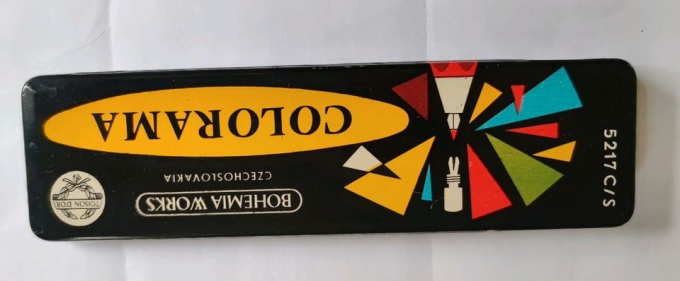 5217 C/S
BOHEMIA WORKS
CZECHOSLOVAKIA
COLORAMA
TOISON D'OR